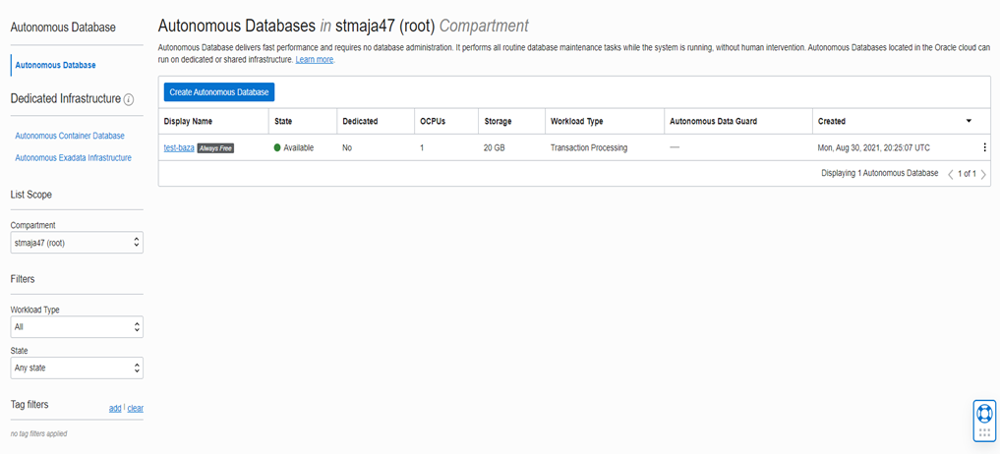 Autonomous Database
Autonomous Database
Dedicated Infrastructure i
Autonomous Container Database
Autonomous Exadata Infrastructure
List Scope
Compartment
stmaja47 (root)
Filters
Workload Type
All
State
Any state
Tag filters add | clear
no tag filters applied
Autonomous Databases in stmaja47 (root) Compartment
Autonomous Database delivers fast performance and requires no database administration. It performs all routine database maintenance tasks while the system is running, without human intervention. Autonomous Databases located in the Oracle cloud can
run on dedicated or shared infrastructure. Learn more.
Create Autonomous Database
Display Name State Dedicated OCPUs Storage Workload Type Autonomous Data Guard Created
test-baza Always Free Available No 1 20 GB Transaction Processing — Mon, Aug 30, 2021, 20:25:07 UTC
Displaying 1 Autonomous Database < 1 of 1 >